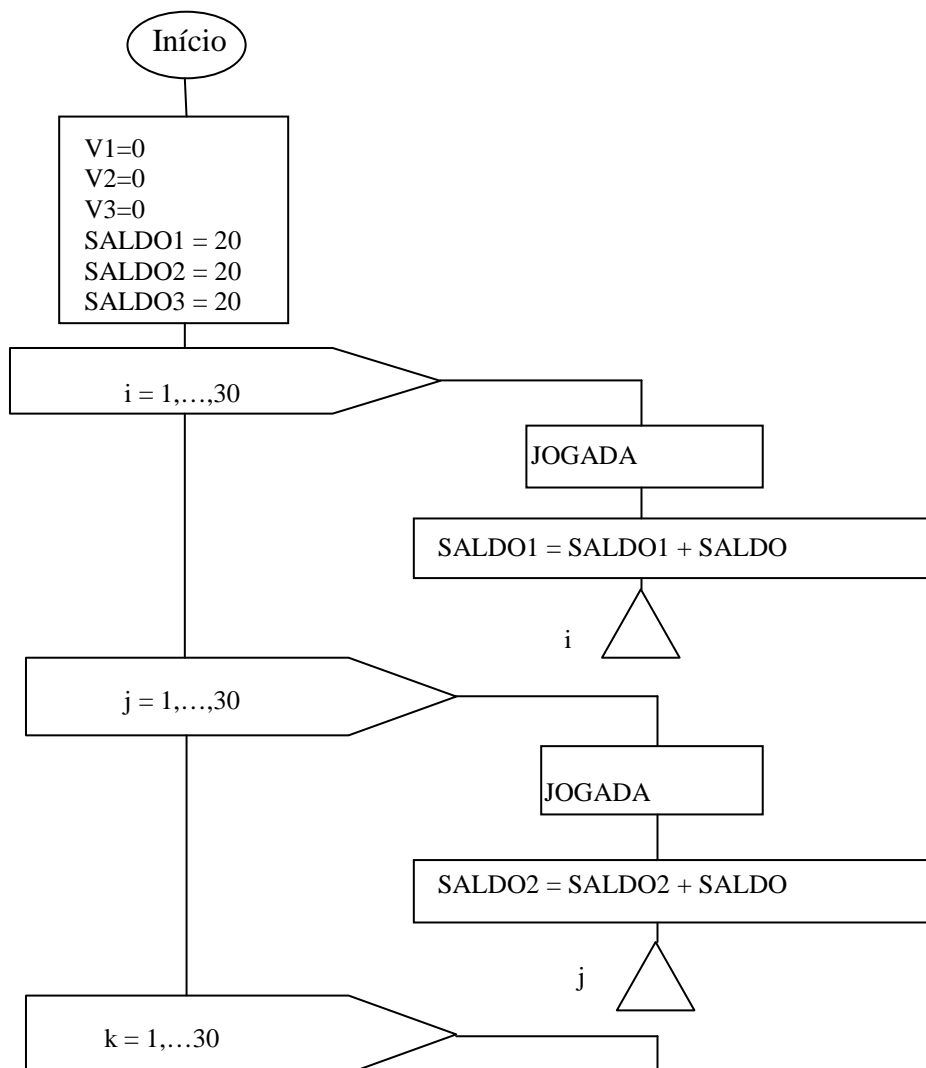 Início
V1=0
V2=0
V3=0
SALDO1 = 20
SALDO2 = 20
SALDO3 = 20
i = 1,…,30
JOGADA
SALDO1 = SALDO1 + SALDO
i
j = 1,…,30
JOGADA
SALDO2 = SALDO2 + SALDO
j
k = 1,…30